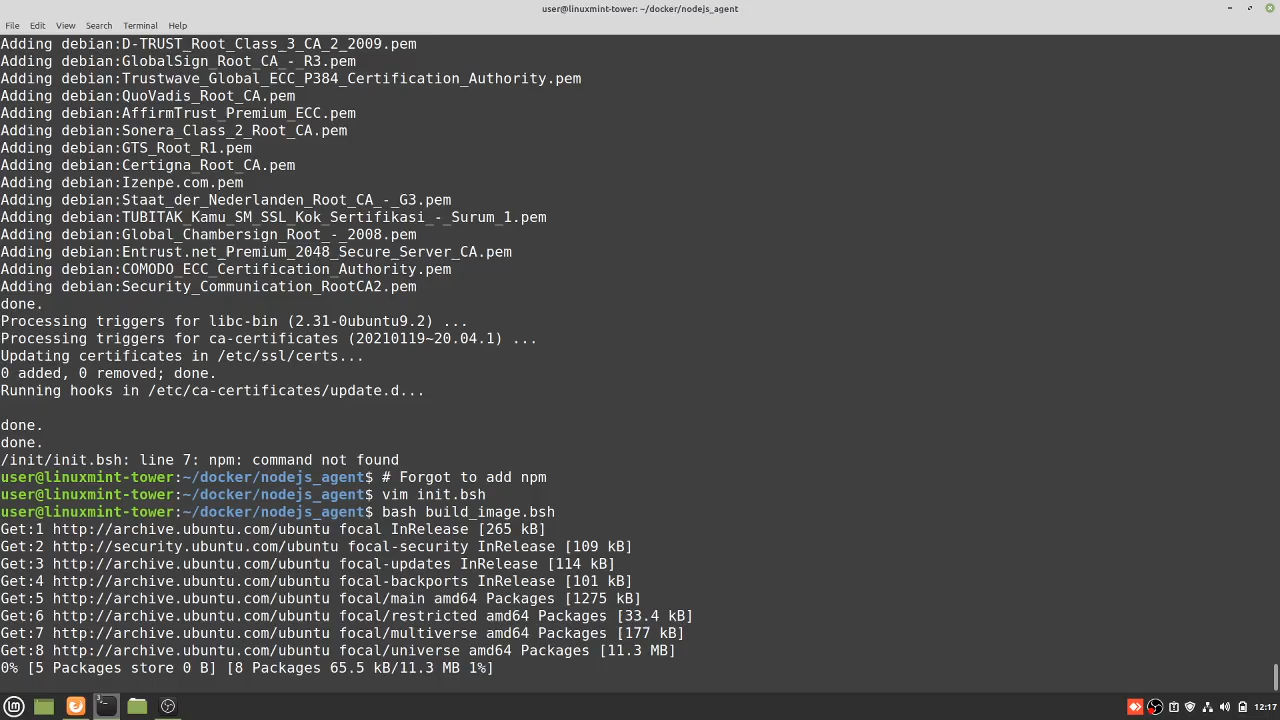 user@linuxmint-tower: ~/docker/nodejs_agent
File Edit View Search Terminal Help
Adding debian:D-TRUST_Root_Class_3_CA_2_2009.pem
Adding debian:GlobalSign_Root_CA_-_R3.pem
Adding debian:Trustwave_Global_ECC_P384_Certification_Authority.pem
Adding debian:QuoVadis_Root_CA.pem
Adding debian:AffirmTrust_Premium_ECC.pem
Adding debian:Sonera_Class_2_Root_CA.pem
Adding debian:GTS_Root_R1.pem
Adding debian:Certigna_Root_CA.pem
Adding debian:Izenpe.com.pem
Adding debian:Staat_der_Nederlanden_Root_CA_-_G3.pem
Adding debian:TUBITAK_Kamu_SM_SSL_Kok_Sertifikasi_-_Surum_1.pem
Adding debian:Global_Chambersign_Root_-_2008.pem
Adding debian:Entrust.net_Premium_2048_Secure_Server_CA.pem
Adding debian:COMODO_ECC_Certification_Authority.pem
Adding debian:Security_Communication_RootCA2.pem
done.
Processing triggers for libc-bin (2.31-0ubuntu9.2) ...
Processing triggers for ca-certificates (20210119~20.04.1) ...
Updating certificates in /etc/ssl/certs...
0 added, 0 removed; done.
Running hooks in /etc/ca-certificates/update.d...
done.
done.
/init/init.bsh: line 7: npm: command not found
user@linuxmint-tower:~/docker/nodejs_agent$ # Forgot to add npm
user@linuxmint-tower:~/docker/nodejs_agent$ vim init.bsh
user@linuxmint-tower:~/docker/nodejs_agent$ bash build_image.bsh
Get:1 http://archive.ubuntu.com/ubuntu focal InRelease [265 kB]
Get:2 http://security.ubuntu.com/ubuntu focal-security InRelease [109 kB]
Get:3 http://archive.ubuntu.com/ubuntu focal-updates InRelease [114 kB]
Get:4 http://archive.ubuntu.com/ubuntu focal-backports InRelease [101 kB]
Get:5 http://archive.ubuntu.com/ubuntu focal/main amd64 Packages [1275 kB]
Get:6 http://archive.ubuntu.com/ubuntu focal/restricted amd64 Packages [33.4 kB]
Get:7 http://archive.ubuntu.com/ubuntu focal/multiverse amd64 Packages [177 kB]
Get:8 http://archive.ubuntu.com/ubuntu focal/universe amd64 Packages [11.3 MB]
0% [5 Packages store 0 B] [8 Packages 65.5 kB/11.3 MB 1%]
3
12:17